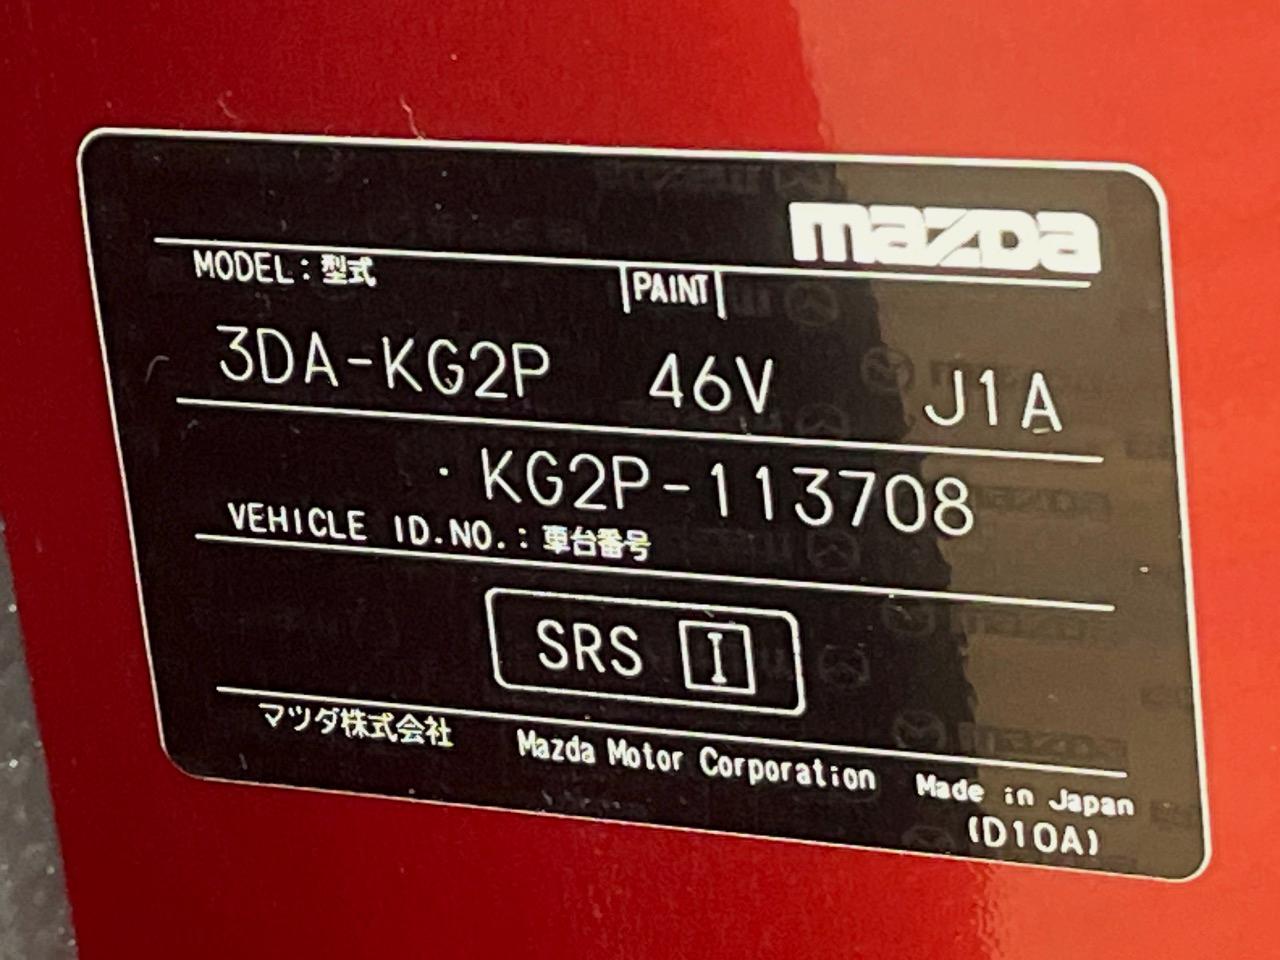 mazda
MODEL：型式 PAINT
3DA-KG2P 46V J1A
・KG2P-113708
VEHICLE ID.NO.：車台番号
SRS I
マツダ株式会社 Mazda Motor Corporation Made in Japan
(D10A)